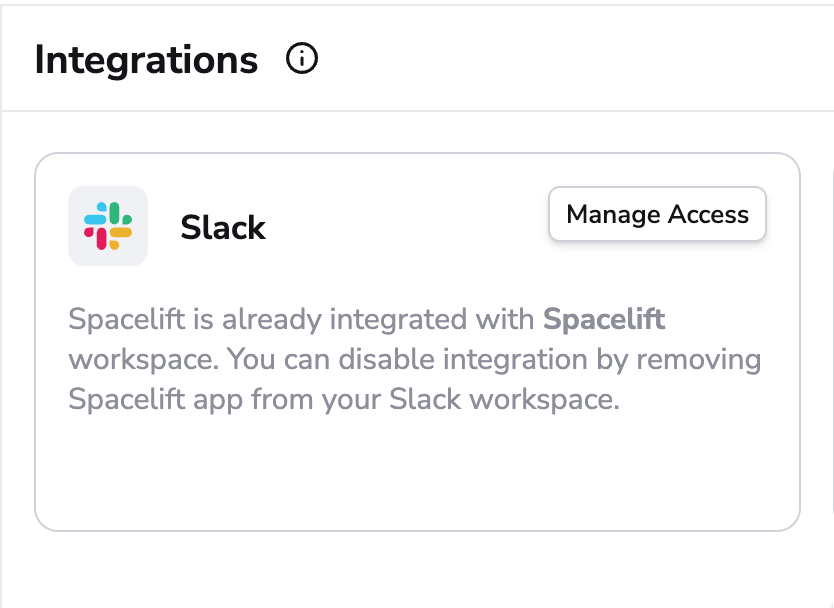 Integrations
Slack
Manage Access
Spacelift is already integrated with Spacelift
workspace. You can disable integration by removing
Spacelift app from your Slack workspace.